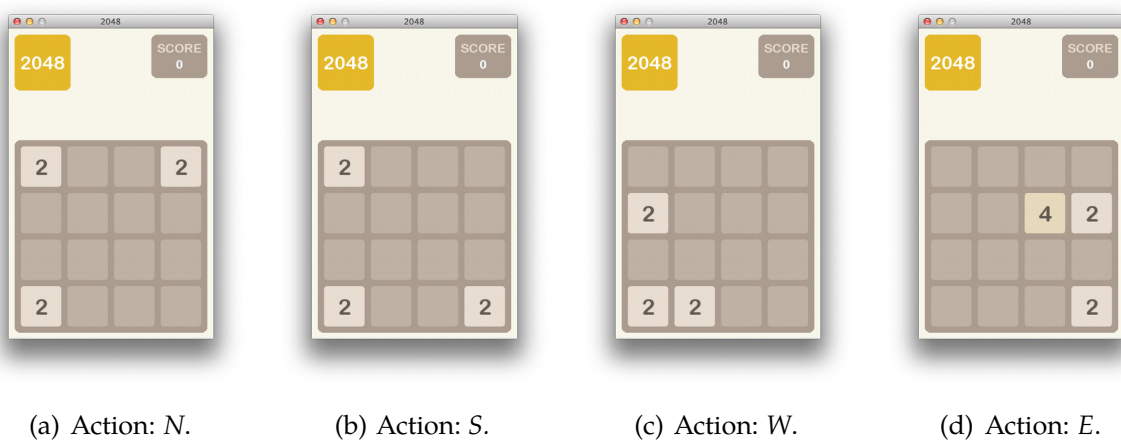 2048 2048 2048 2048
2048 SCORE 0 2048 SCORE 0 2048 SCORE 0 2048 SCORE 0
2 2 2
2 4 2
2 2 2 2 2 2
(a) Action: N. (b) Action: S. (c) Action: W. (d) Action: E.